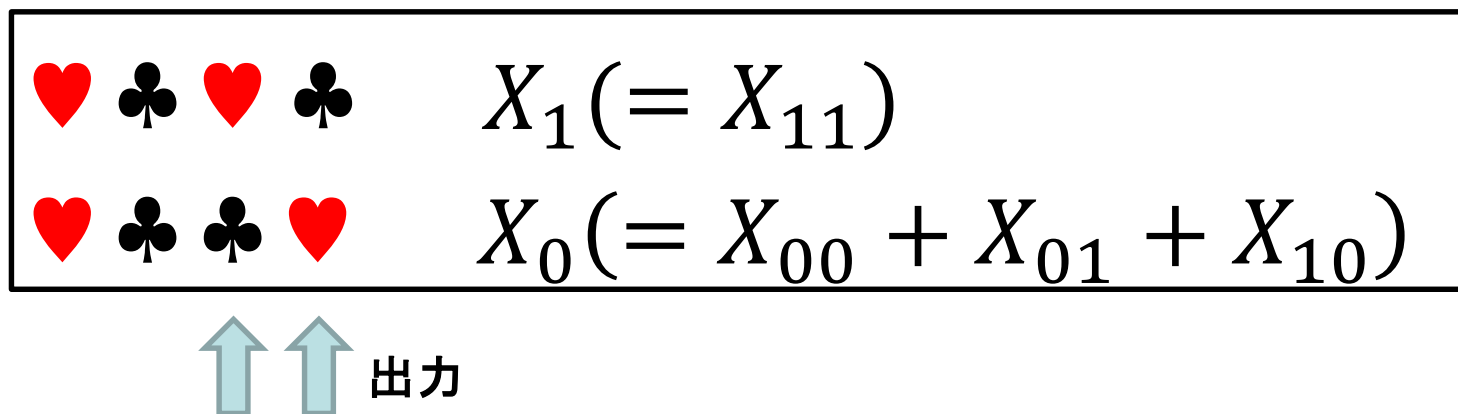 ♥ ♣ ♥ ♣ X₁(= X₁₁)
♥ ♣ ♣ ♥ X₀(= X₀₀ + X₀₁ + X₁₀)
出力